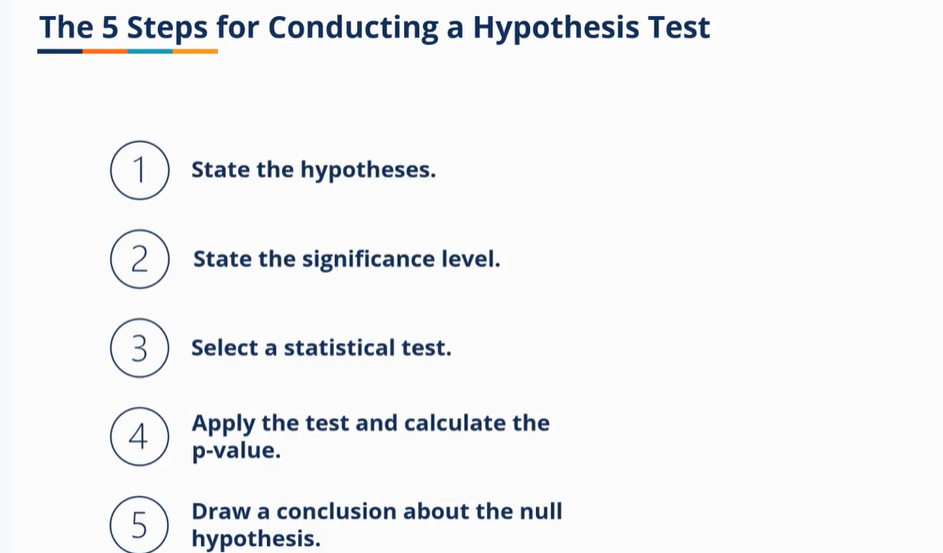 The 5 Steps for Conducting a Hypothesis Test
1 State the hypotheses.
2 State the significance level.
3 Select a statistical test.
4 Apply the test and calculate the
p-value.
5 Draw a conclusion about the null
hypothesis.